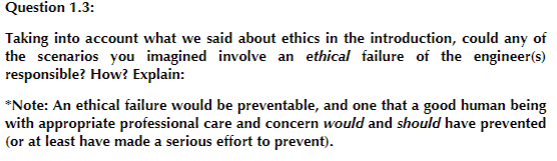 Question 1.3:
Taking into account what we said about ethics in the introduction, could any of
the scenarios you imagined involve an ethical failure of the engineer(s)
responsible? How? Explain:
*Note: An ethical failure would be preventable, and one that a good human being
with appropriate professional care and concern would and should have prevented
(or at least have made a serious effort to prevent).